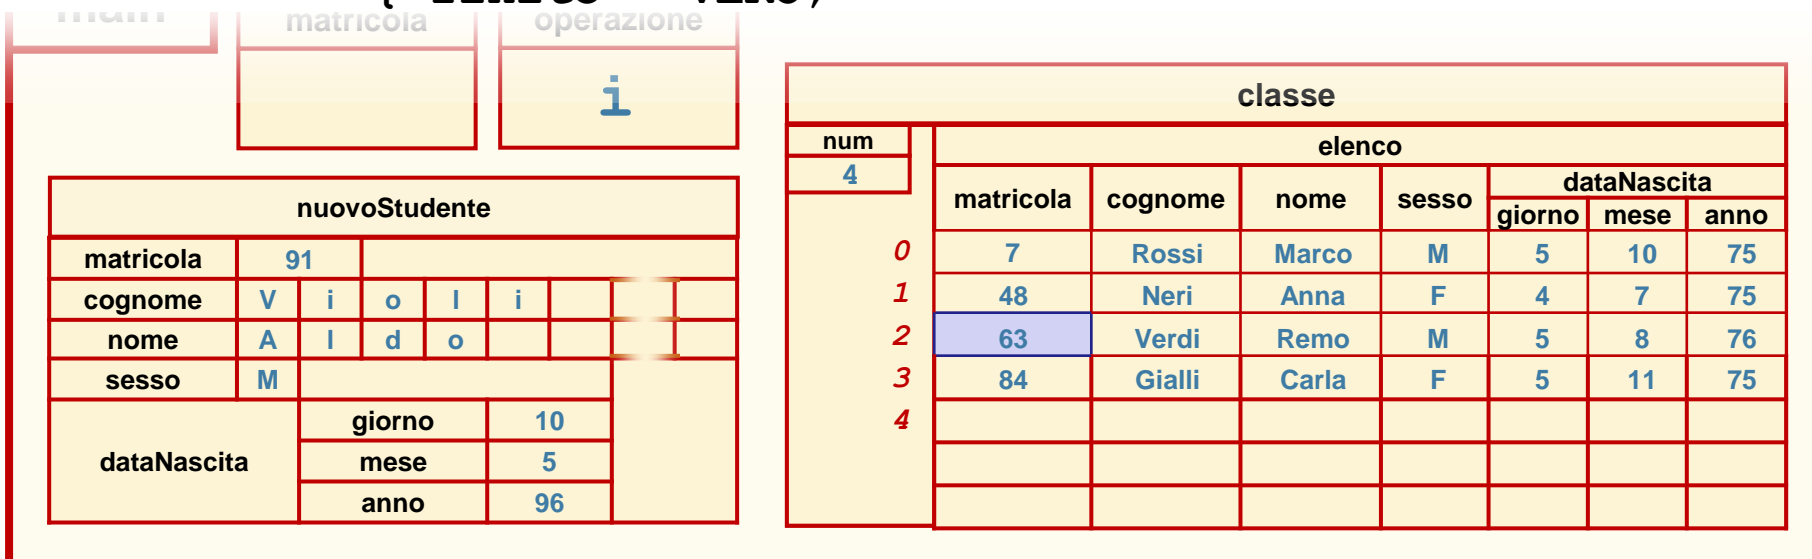 main matricola operazione
i
classe
num elenco
4
matricola cognome nome sesso dataNascita
giorno mese anno
0 7 Rossi Marco M 5 10 75
1 48 Neri Anna F 4 7 75
2 63 Verdi Remo M 5 8 76
3 84 Gialli Carla F 5 11 75
4
nuovoStudente
matricola 91
cognome V i o l i
nome A l d o
sesso M
dataNascita giorno 10
mese 5
anno 96